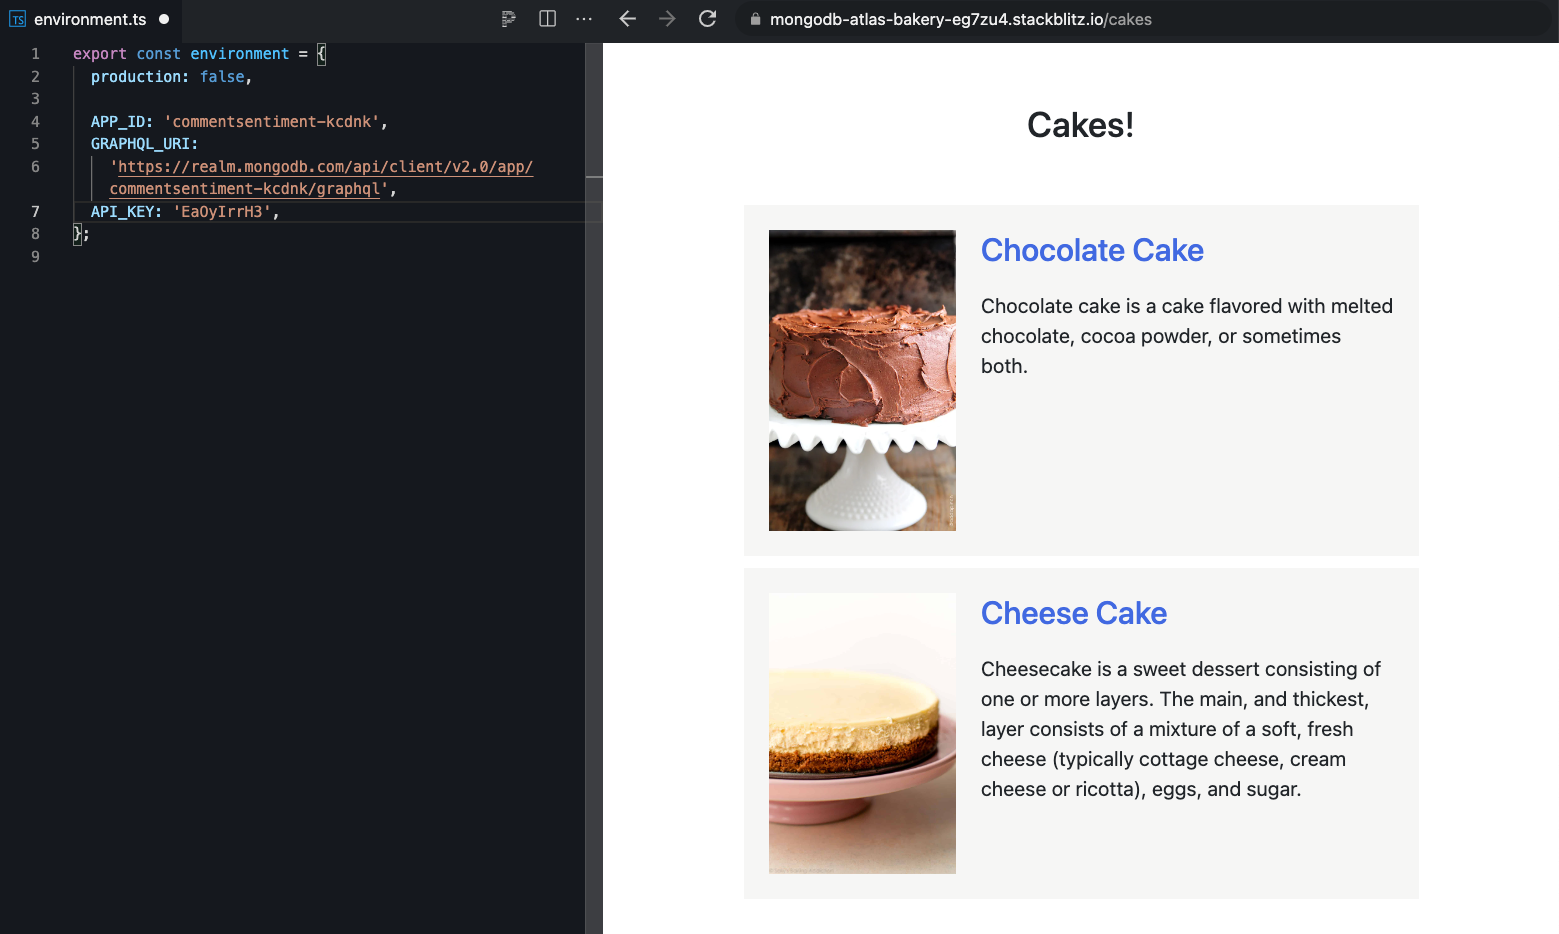 TS environment.ts
mongodb-atlas-bakery-eg7zu4.stackblitz.io/cakes
1 export const environment = {
2 production: false,
3
4 APP_ID: 'commentsentiment-kcdnk',
5 GRAPHQL_URI:
6 'https://realm.mongodb.com/api/client/v2.0/app/
commentsentiment-kcdnk/graphql',
7 API_KEY: 'EaOyIrrH3',
8 };
9
Cakes!
Chocolate Cake
Chocolate cake is a cake flavored with melted
chocolate, cocoa powder, or sometimes
both.
Cheese Cake
Cheesecake is a sweet dessert consisting of
one or more layers. The main, and thickest,
layer consists of a mixture of a soft, fresh
cheese (typically cottage cheese, cream
cheese or ricotta), eggs, and sugar.